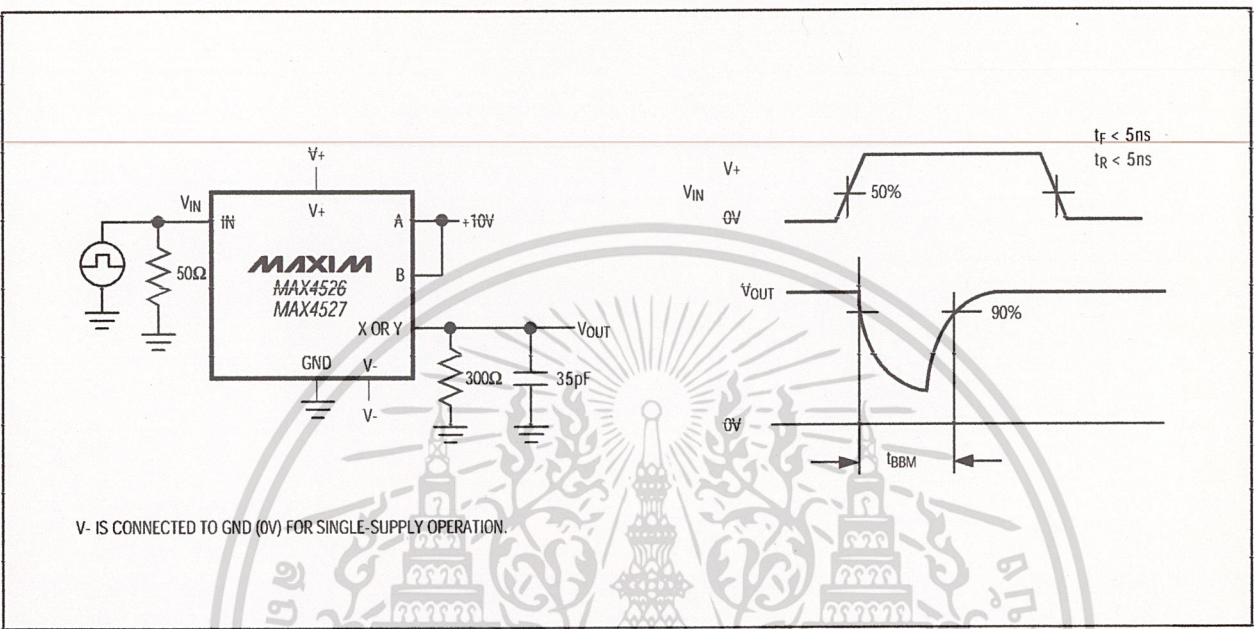 V+
VIN
IN
V+
A
+10V
50Ω
MAXIM
MAX4526
MAX4527
B
X OR Y
VOUT
GND
V-
300Ω
35pF
V-
V- IS CONNECTED TO GND (0V) FOR SINGLE-SUPPLY OPERATION.
tF < 5ns
tR < 5ns
V+
VIN
50%
0V
VOUT
90%
0V
tBBM